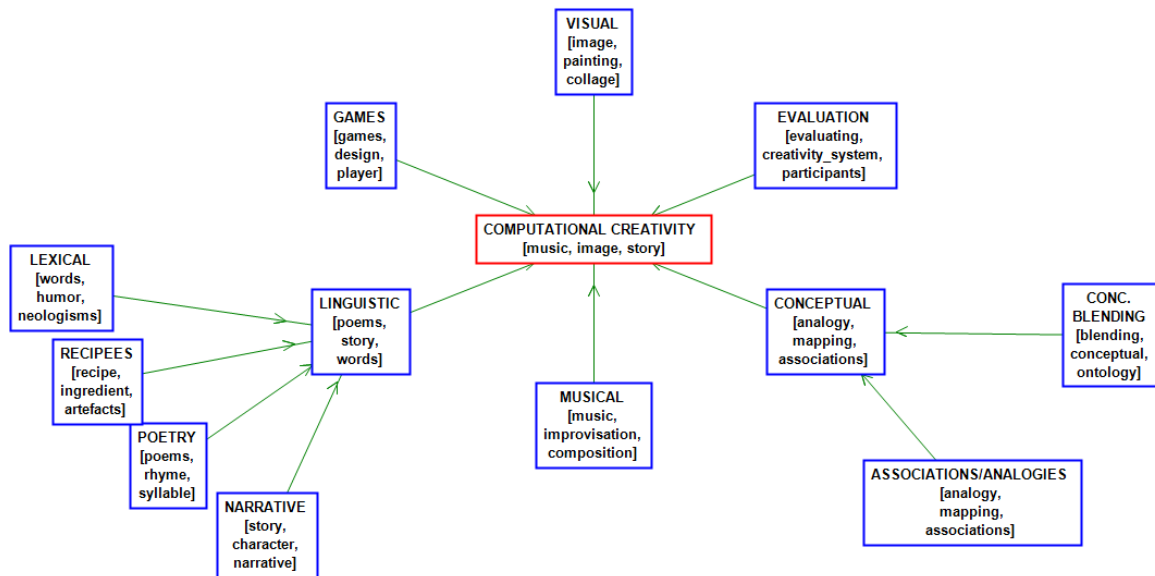 VISUAL
[image,
painting,
collage]
GAMES
[games,
design,
player]
EVALUATION
[evaluating,
creativity_system,
participants]
COMPUTATIONAL CREATIVITY
[music, image, story]
LEXICAL
[words,
humor,
neologisms]
LINGUISTIC
[poems,
story,
words]
CONCEPTUAL
[analogy,
mapping,
associations]
CONC.
BLENDING
[blending,
conceptual,
ontology]
RECIPEES
[recipe,
ingredient,
artefacts]
MUSICAL
[music,
improvisation,
composition]
POETRY
[poems,
rhyme,
syllable]
ASSOCIATIONS/ANALOGIES
[analogy,
mapping,
associations]
NARRATIVE
[story,
character,
narrative]